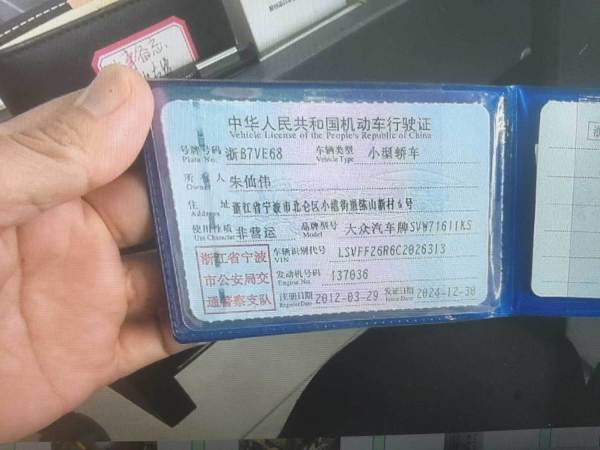 中华人民共和国机动车行驶证
Vehicle License of the People's Republic of China
号牌号码 浙B7VE68 车辆类型 小型轿车
Plate No. Vehicle Type
所有人 朱仙伟
Owner
住址 浙江省宁波市北仑区小港街道陈山新村4号
Address
使用性质 非营运 品牌型号 大众汽车牌SVW71611KS
Use Character Model
浙江省宁波
市公安局交
通警察支队
车辆识别代号 LSVFF26R6C2026313
VIN
发动机号码 137036
Engine No.
注册日期 2012-03-29 发证日期 2024-12-30
Register Date Issue Date